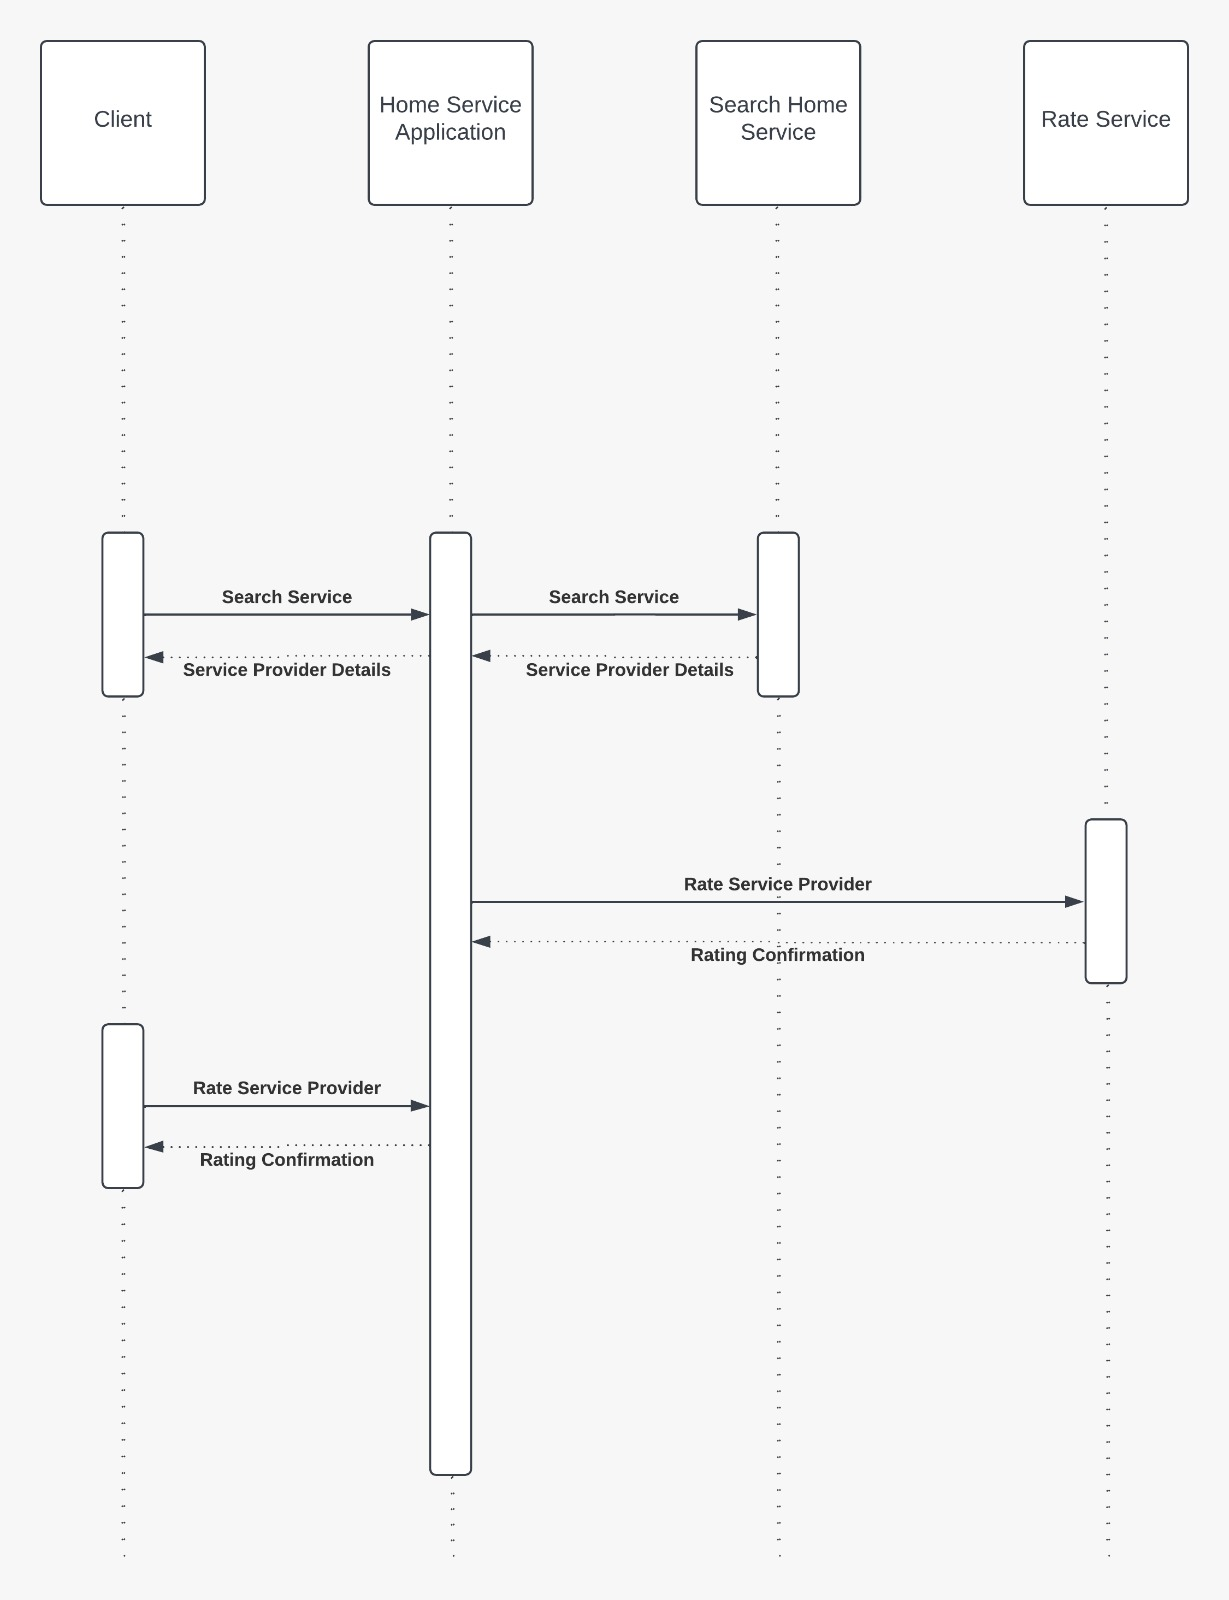 Client
Home Service
Application
Search Home
Service
Rate Service
Search Service
Search Service
Service Provider Details
Service Provider Details
Rate Service Provider
Rating Confirmation
Rate Service Provider
Rating Confirmation